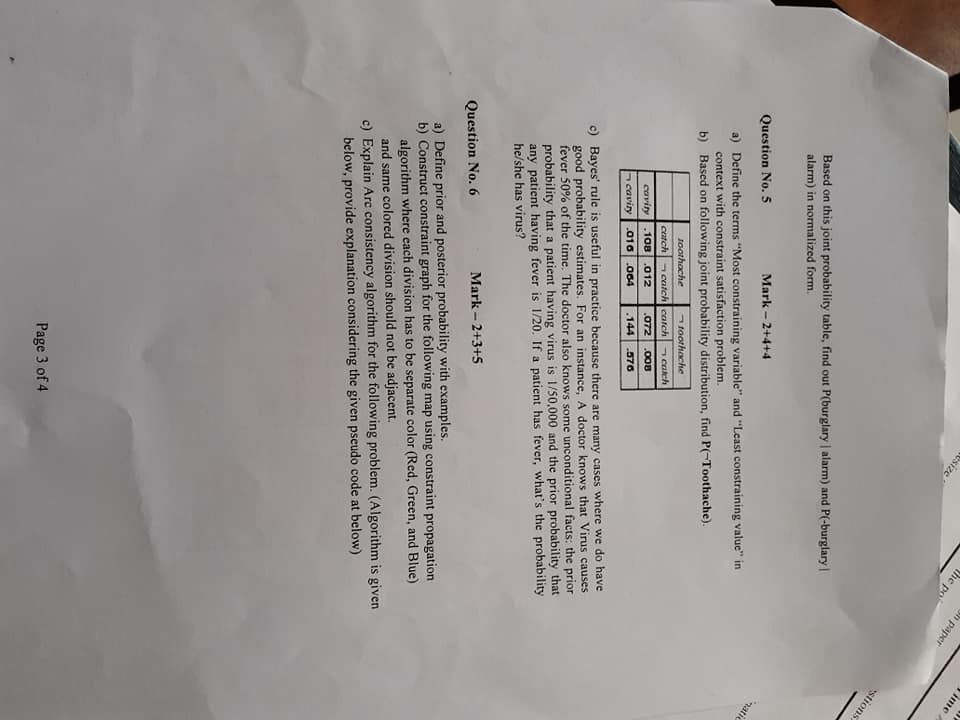 esize
the po
n paper
ime
stions.
Based on this joint probability table, find out P(burglary | alarm) and P(-burglary |
alarm) in normalized form.
Question No. 5 Mark – 2+4+4
a) Define the terms “Most constraining variable” and “Least constraining value” in
context with constraint satisfaction problem.
b) Based on following joint probability distribution, find P(¬Toothache).
toothache ¬ toothache
catch ¬ catch catch ¬ catch
cavity .108 .012 .072 .008
¬ cavity .016 .064 .144 .576
c) Bayes' rule is useful in practice because there are many cases where we do have
good probability estimates. For an instance, A doctor knows that Virus causes
fever 50% of the time. The doctor also knows some unconditional facts: the prior
probability that a patient having virus is 1/50,000 and the prior probability that
any patient having fever is 1/20. If a patient has fever, what's the probability
he/she has virus?
Question No. 6 Mark – 2+3+5
a) Define prior and posterior probability with examples.
b) Construct constraint graph for the following map using constraint propagation
algorithm where each division has to be separate color (Red, Green, and Blue)
and same colored division should not be adjacent.
c) Explain Arc consistency algorithm for the following problem. (Algorithm is given
below, provide explanation considering the given pseudo code at below)
Page 3 of 4